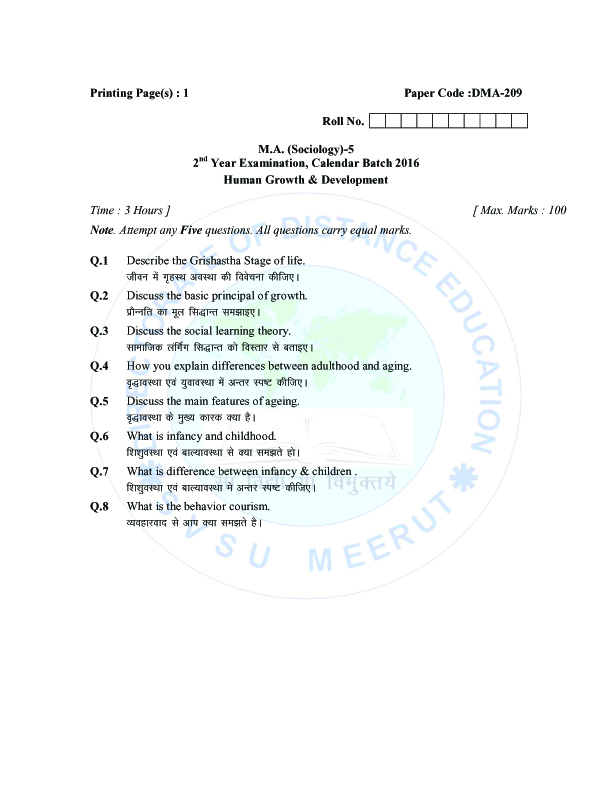 Printing Page(s) : 1 Paper Code :DMA-209
Roll No.
M.A. (Sociology)-5
2nd Year Examination, Calendar Batch 2016
Human Growth & Development
Time : 3 Hours ] [ Max. Marks : 100
Note. Attempt any Five questions. All questions carry equal marks.
Q.1 Describe the Grishastha Stage of life.
जीवन में गृहस्थ अवस्था की विवेचना कीजिए।
Q.2 Discuss the basic principal of growth.
प्रौन्नति का मूल सिद्धान्त समझाइए।
Q.3 Discuss the social learning theory.
सामाजिक लंर्गिग सिद्धान्त को विस्तार से बताइए।
Q.4 How you explain differences between adulthood and aging.
वृद्धावस्था एवं युवावस्था में अन्तर स्पष्ट कीजिए।
Q.5 Discuss the main features of ageing.
वृद्धावस्था के मुख्य कारक क्या है।
Q.6 What is infancy and childhood.
शिशुवस्था एवं बाल्यावस्था से क्या समझते हो।
Q.7 What is difference between infancy & children .
शिशुवस्था एवं बाल्यावस्था में अन्तर स्पष्ट कीजिए।
Q.8 What is the behavior courism.
व्यवहारवाद से आप क्या समझते है।
DIRECTORATE OF DISTANCE EDUCATION
SVSU MEERUT
विमुक्तये